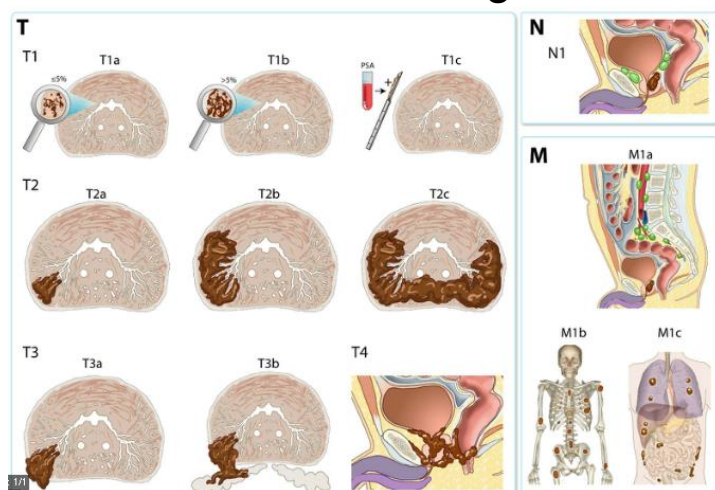 T
T1
T1a
≤5%
T1b
>5%
T1c
PSA
+
T2
T2a
T2b
T2c
T3
T3a
T3b
T4
1/1
N
N1
M
M1a
M1b
M1c